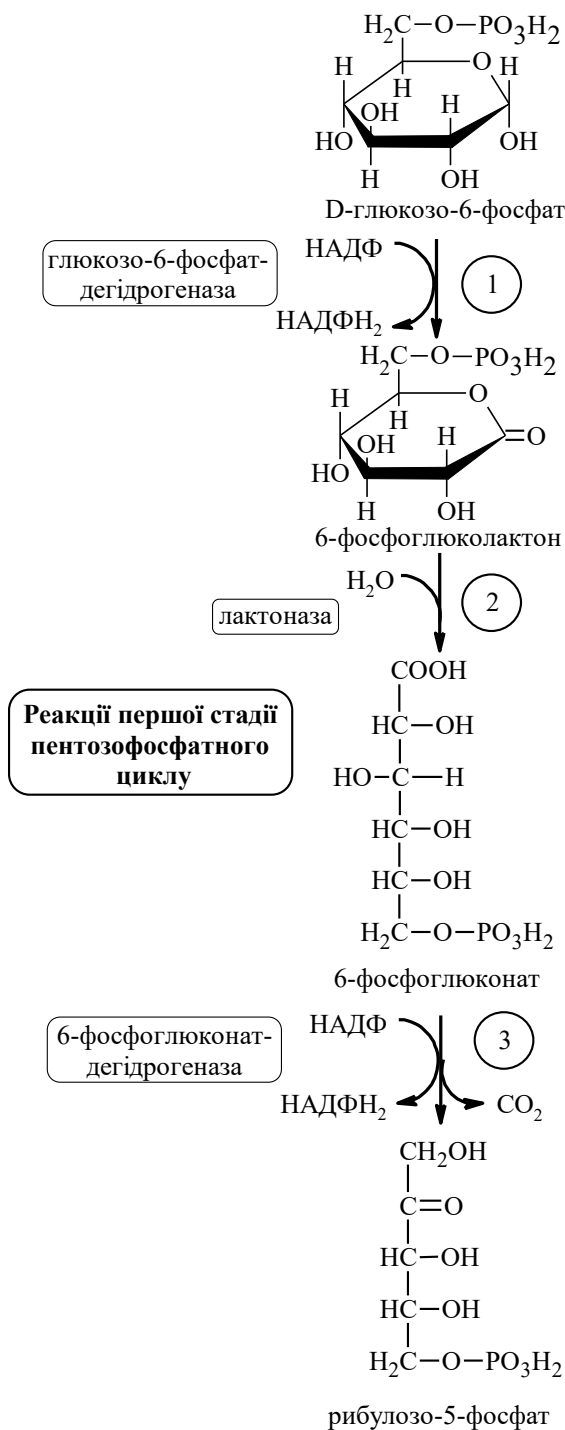 H₂C–O–PO₃H₂
H O H
H H
OH
HO OH
H OH
D-глюкозо-6-фосфат
глюкозо-6-фосфат-
дегідрогеназа
НАДФ
1
НАДФН₂
H₂C–O–PO₃H₂
H O
H H
OH =O
HO
H OH
6-фосфоглюколактон
H₂O
2
лактоназа
COOH
Реакції першої стадії
пентозофосфатного
циклу
HC–OH
HO–C–H
HC–OH
HC–OH
H₂C–O–PO₃H₂
6-фосфоглюконат
6-фосфоглюконат-
дегідрогеназа
НАДФ
3
НАДФН₂
CO₂
CH₂OH
C=O
HC–OH
HC–OH
H₂C–O–PO₃H₂
рибулозо-5-фосфат